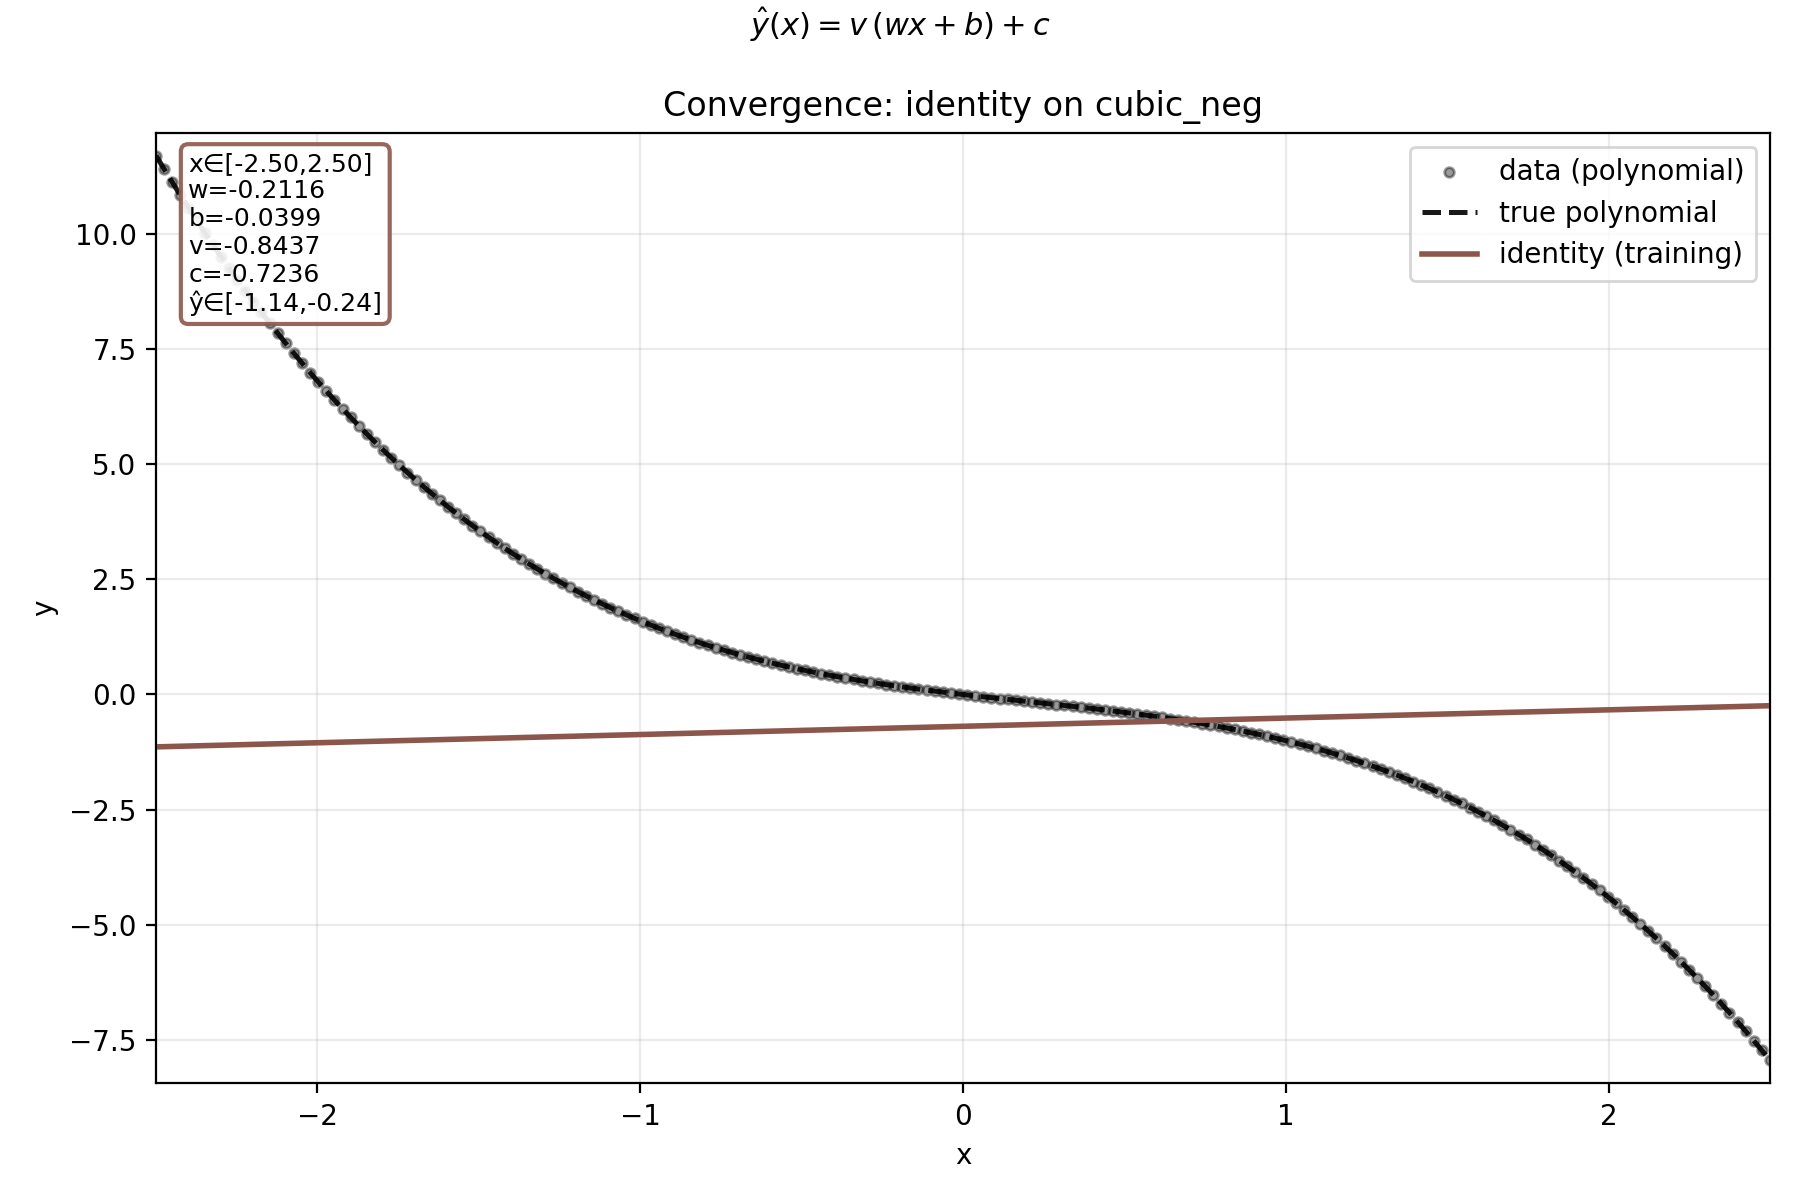 ŷ(x) = v (wx + b) + c
Convergence: identity on cubic_neg
x∈[-2.50,2.50]
w=-0.2116
b=-0.0399
v=-0.8437
c=-0.7236
ŷ∈[-1.14,-0.24]
data (polynomial)
true polynomial
identity (training)
10.0
7.5
5.0
2.5
0.0
−2.5
−5.0
−7.5
y
−2
−1
0
1
2
x